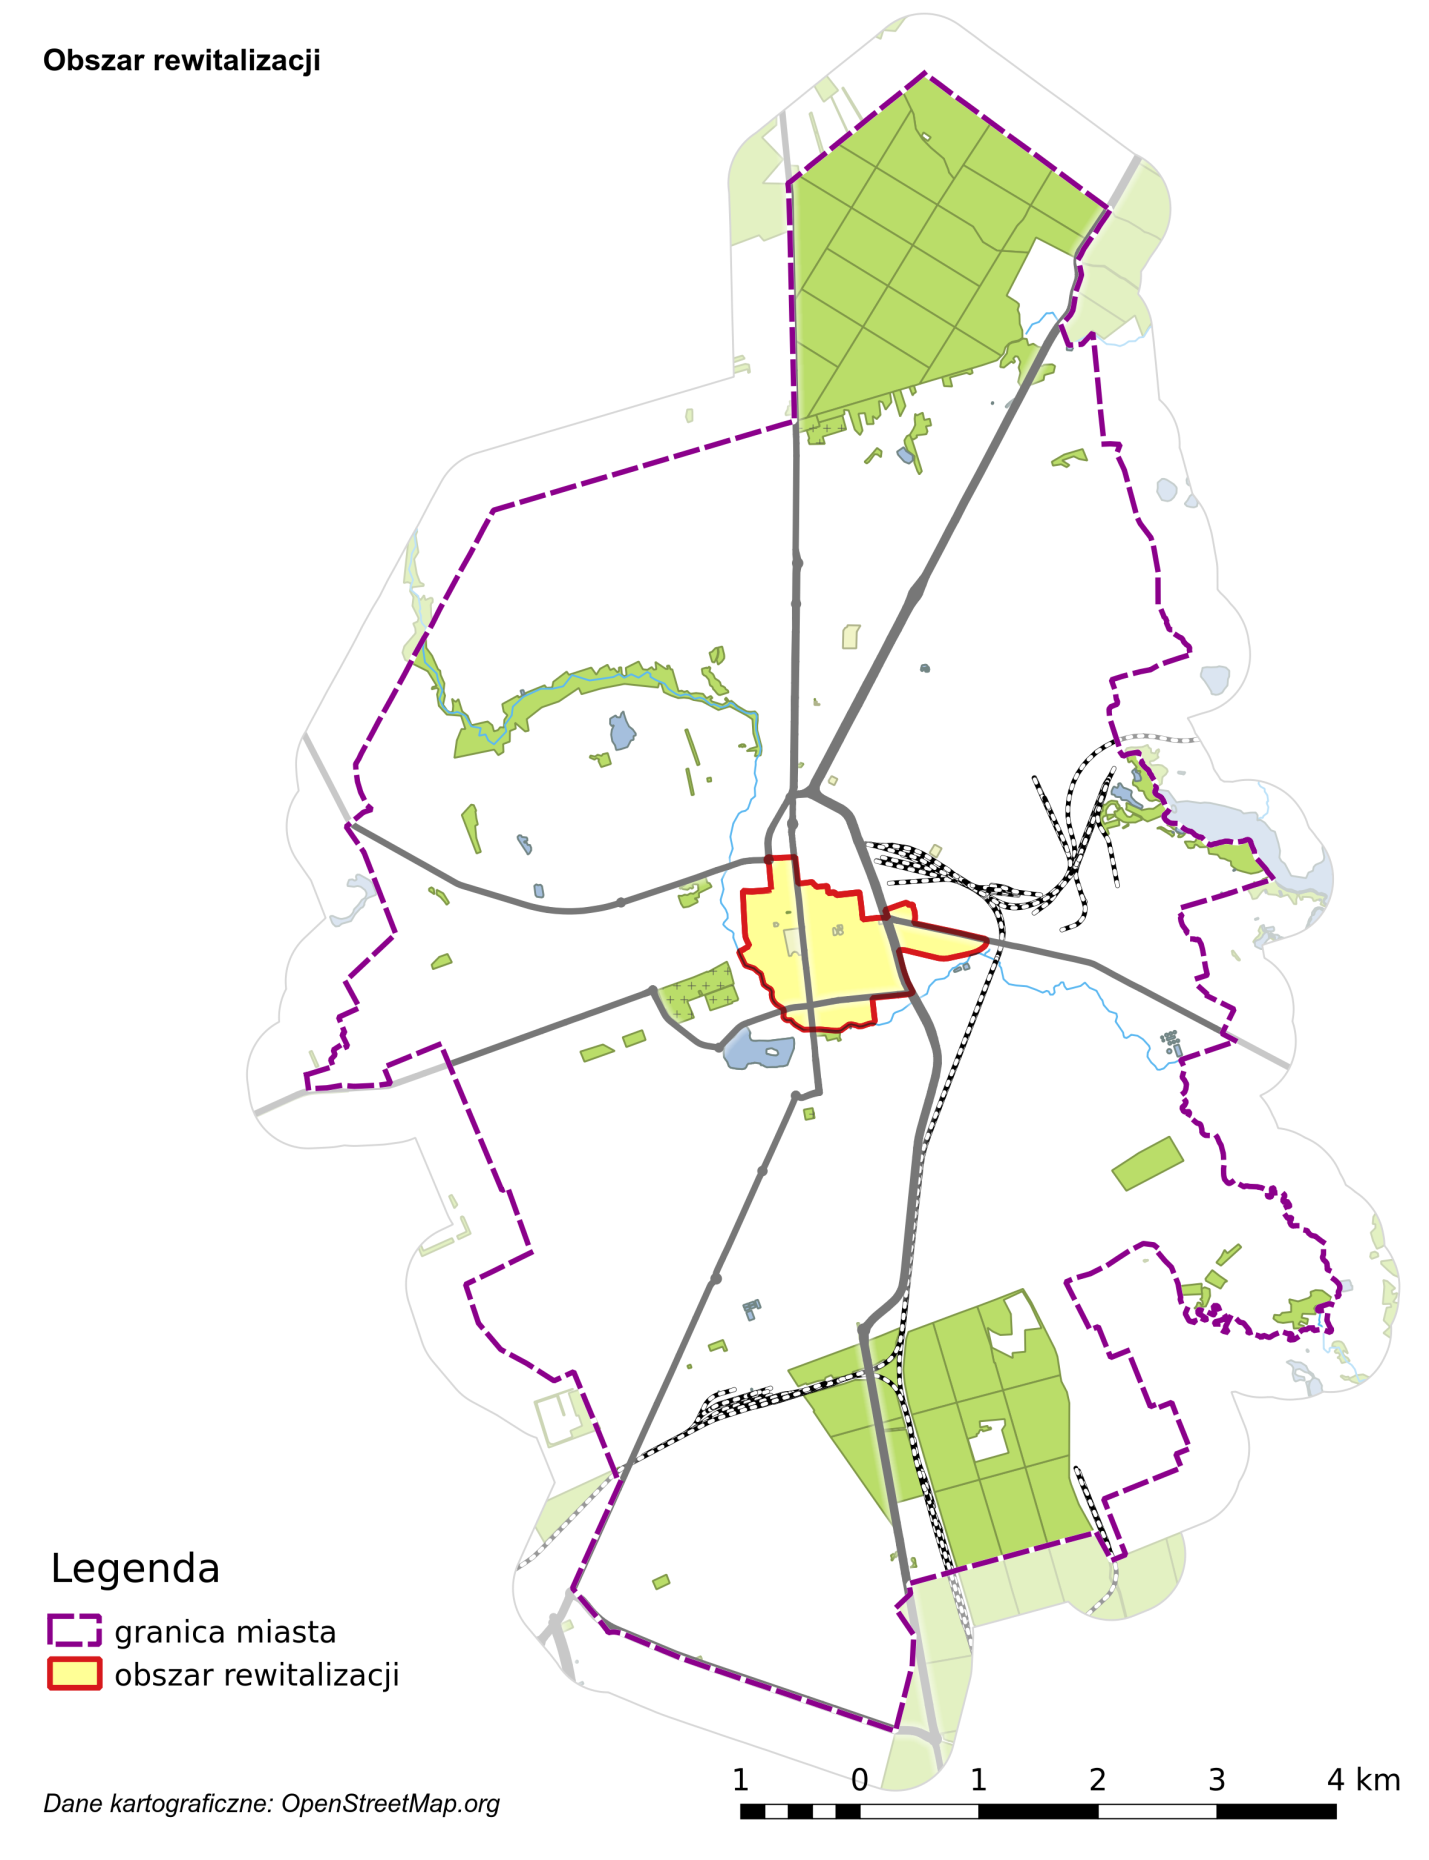 Obszar rewitalizacji
Legenda
granica miasta
obszar rewitalizacji
1 0 1 2 3 4 km
Dane kartograficzne: OpenStreetMap.org